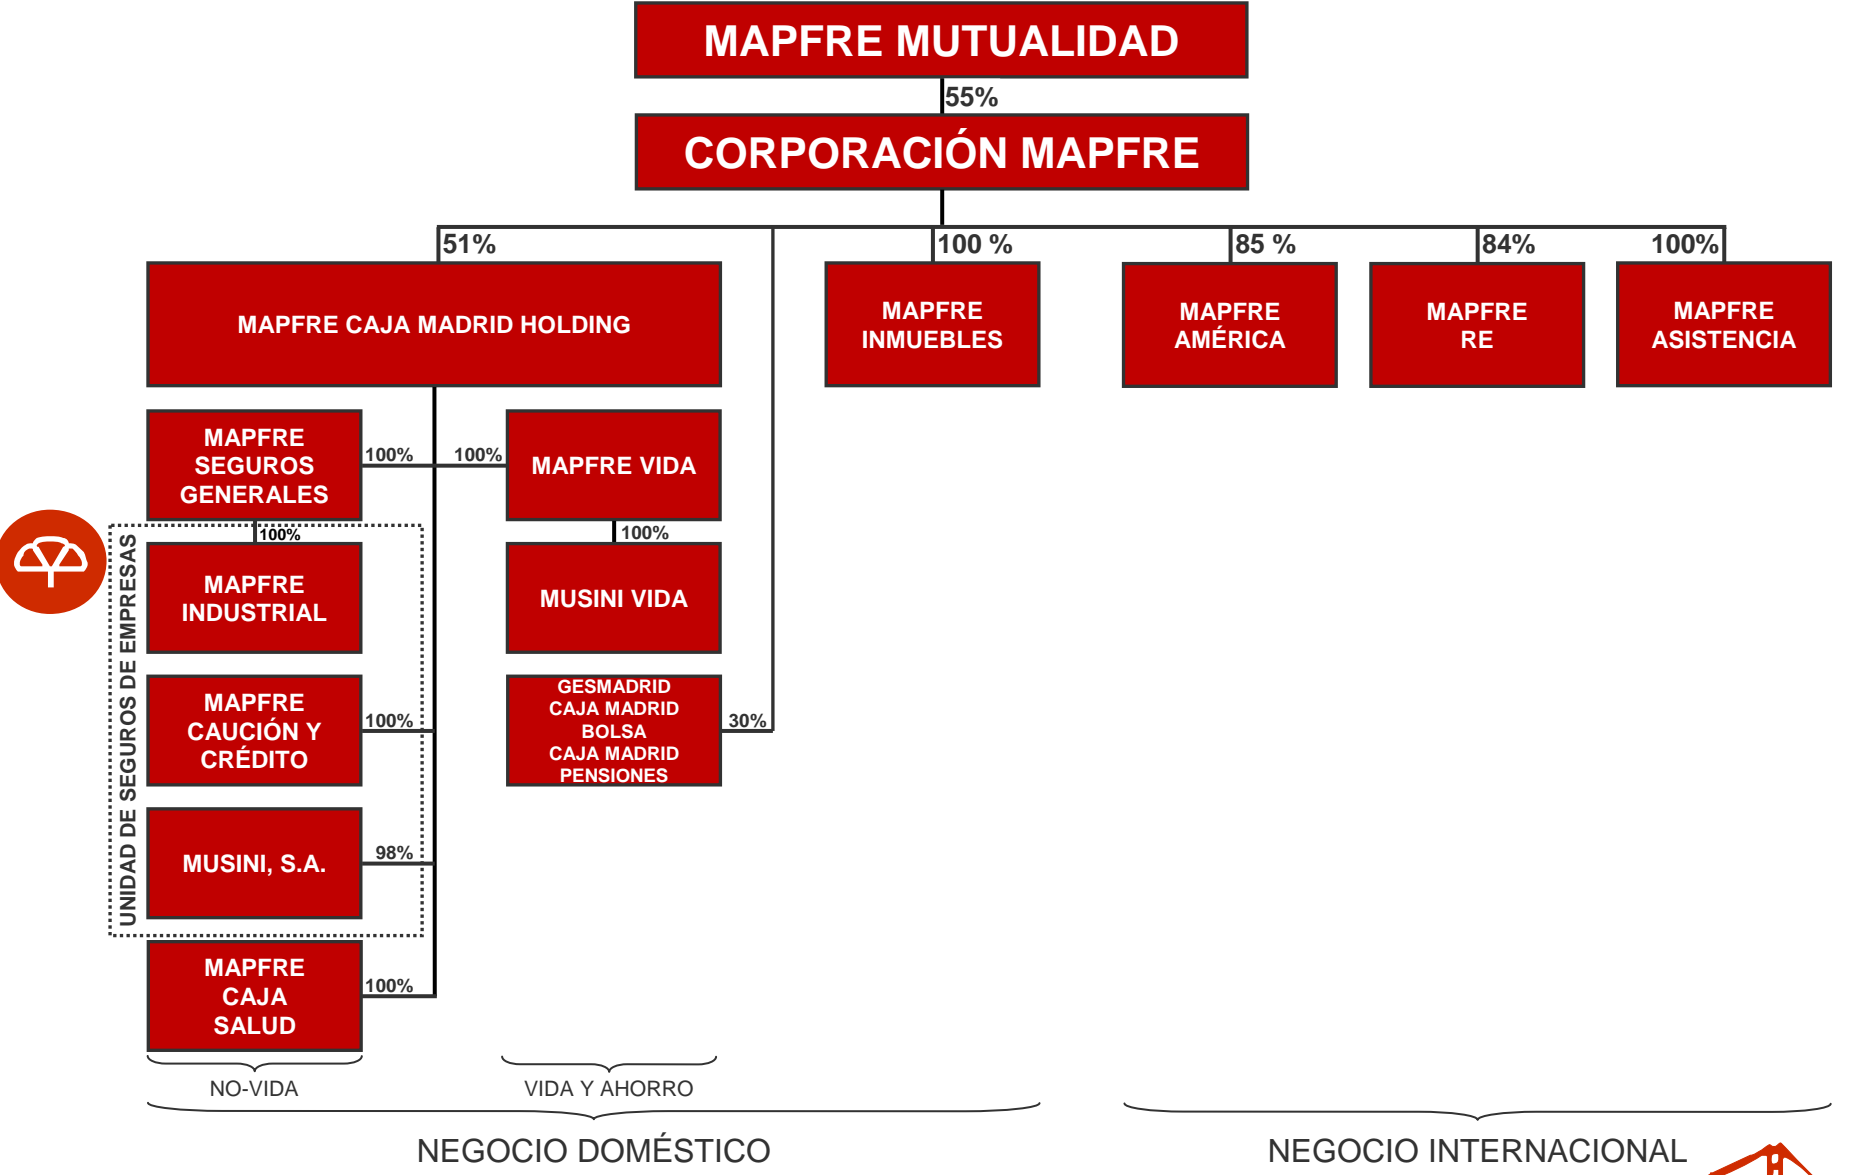 MAPFRE MUTUALIDAD
55%
CORPORACIÓN MAPFRE
51%
100 %
85 %
84%
100%
MAPFRE CAJA MADRID HOLDING
MAPFRE
INMUEBLES
MAPFRE
AMÉRICA
MAPFRE
RE
MAPFRE
ASISTENCIA
MAPFRE
SEGUROS
GENERALES
100%
100%
MAPFRE VIDA
100%
100%
UNIDAD DE SEGUROS DE EMPRESAS
MAPFRE
INDUSTRIAL
MUSINI VIDA
MAPFRE
CAUCIÓN Y
CRÉDITO
100%
GESMADRID
CAJA MADRID
BOLSA
CAJA MADRID
PENSIONES
30%
MUSINI, S.A.
98%
MAPFRE
CAJA
SALUD
100%
NO-VIDA
VIDA Y AHORRO
NEGOCIO DOMÉSTICO
NEGOCIO INTERNACIONAL